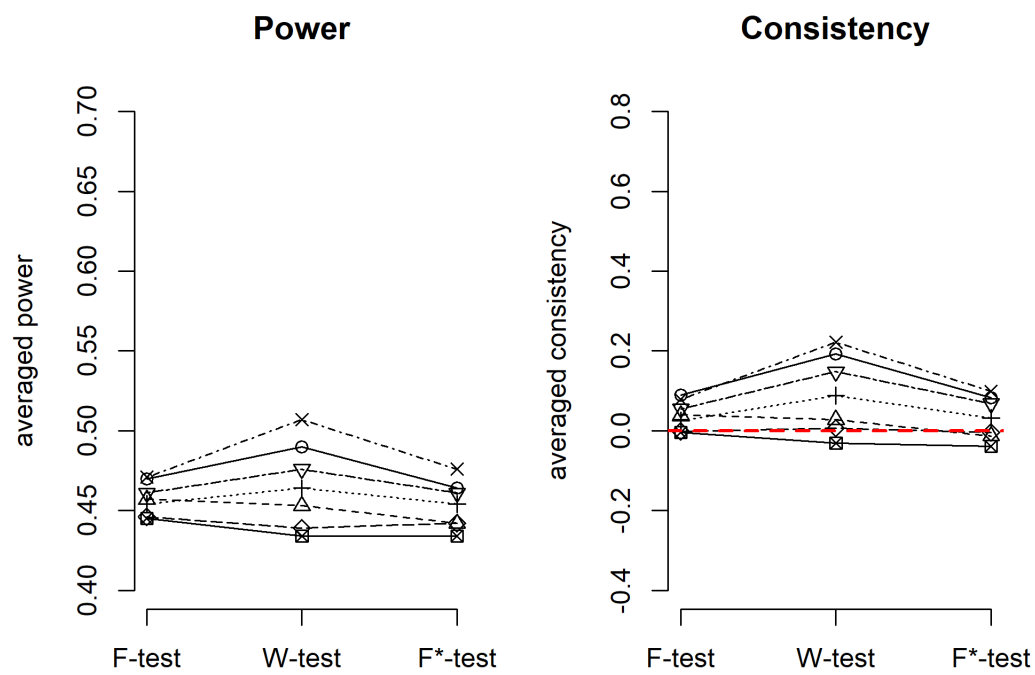 Power
averaged power
0.70
0.65
0.60
0.55
0.50
0.45
0.40
F-test
W-test
F*-test
Consistency
averaged consistency
0.8
0.6
0.4
0.2
0.0
-0.2
-0.4
F-test
W-test
F*-test